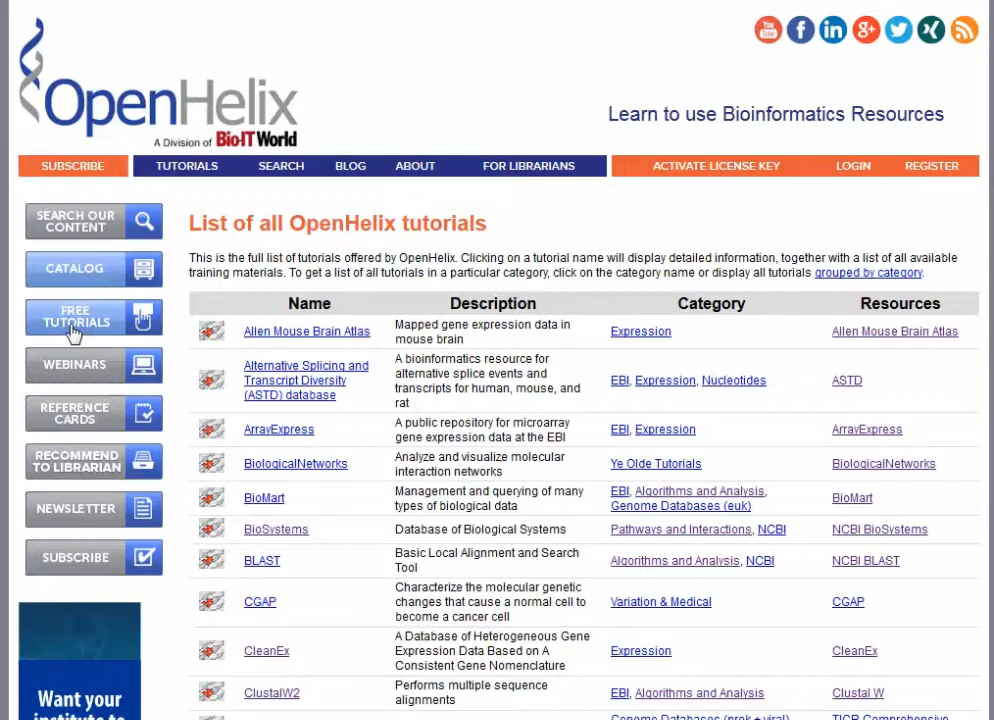 You Tube
g+
OpenHelix
A Division of Bio-IT World
Learn to use Bioinformatics Resources
SUBSCRIBE TUTORIALS SEARCH BLOG ABOUT FOR LIBRARIANS ACTIVATE LICENSE KEY LOGIN REGISTER
SEARCH OUR
CONTENT
CATALOG
FREE
TUTORIALS
WEBINARS
REFERENCE
CARDS
RECOMMEND
TO LIBRARIAN
NEWSLETTER
SUBSCRIBE
Want your
institute to
List of all OpenHelix tutorials
This is the full list of tutorials offered by OpenHelix. Clicking on a tutorial name will display detailed information, together with a list of all available
training materials. To get a list of all tutorials in a particular category, click on the category name or display all tutorials grouped by category.
Name Description Category Resources
Allen Mouse Brain Atlas Mapped gene expression data in Expression Allen Mouse Brain Atlas
mouse brain
Alternative Splicing and A bioinformatics resource for
Transcript Diversity alternative splice events and EBI, Expression, Nucleotides ASTD
(ASTD) database transcripts for human, mouse, and
rat
ArrayExpress A public repository for microarray EBI, Expression ArrayExpress
gene expression data at the EBI
BiologicalNetworks Analyze and visualize molecular Ye Olde Tutorials BiologicalNetworks
interaction networks
BioMart Management and querying of many EBI, Algorithms and Analysis, BioMart
types of biological data Genome Databases (euk)
BioSystems Database of Biological Systems Pathways and Interactions, NCBI NCBI BioSystems
BLAST Basic Local Alignment and Search Algorithms and Analysis, NCBI NCBI BLAST
Tool
CGAP Characterize the molecular genetic Variation & Medical CGAP
changes that cause a normal cell to
become a cancer cell
CleanEx A Database of Heterogeneous Gene Expression CleanEx
Expression Data Based on A
Consistent Gene Nomenclature
ClustalW2 Performs multiple sequence EBI, Algorithms and Analysis Clustal W
alignments
Genome Databases (prok + viral) TIGR Comprehensive